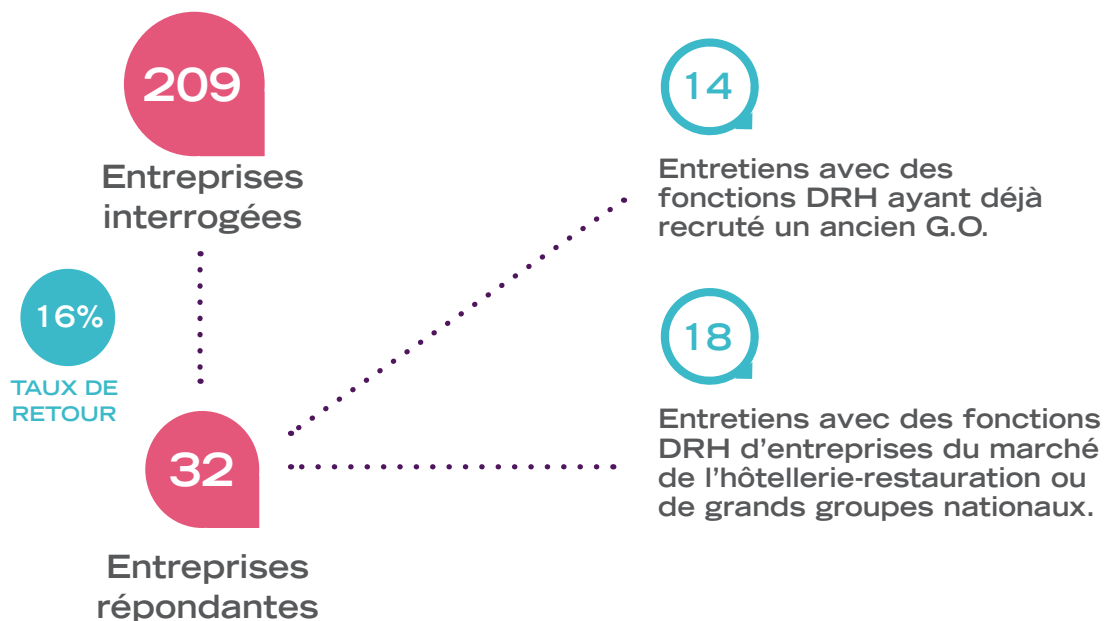 209
Entreprises
interrogées
16%
TAUX DE
RETOUR
32
Entreprises
répondantes
14
Entretiens avec des
fonctions DRH ayant déjà
recruté un ancien G.O.
18
Entretiens avec des fonctions
DRH d’entreprises du marché
de l’hôtellerie-restauration ou
de grands groupes nationaux.